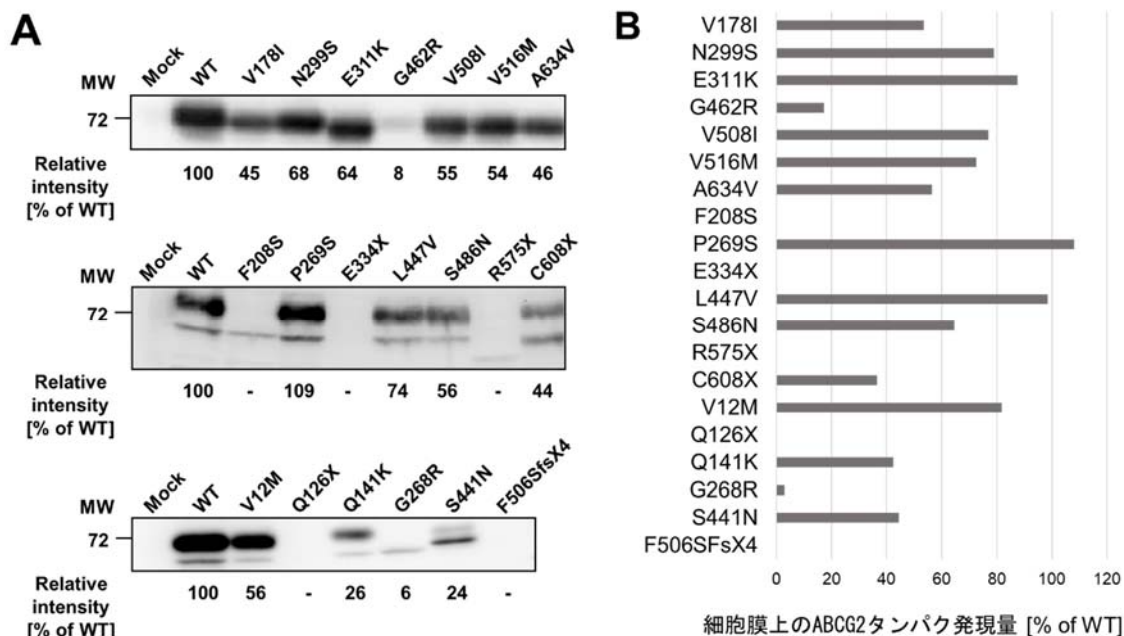 A
Mock WT V178I N299S E311K G462R V508I V516M A634V
MW
72
Relative
intensity
[% of WT]
100 45 68 64 8 55 54 46
Mock WT F208S P269S E334X L447V S486N R575X C608X
MW
72
Relative
intensity
[% of WT]
100 - 109 - 74 56 - 44
Mock WT V12M Q126X Q141K G268R S441N F506SfsX4
MW
72
Relative
intensity
[% of WT]
100 56 - 26 6 24 -
B
V178I
N299S
E311K
G462R
V508I
V516M
A634V
F208S
P269S
E334X
L447V
S486N
R575X
C608X
V12M
Q126X
Q141K
G268R
S441N
F506SFsX4
0 20 40 60 80 100 120
細胞膜上のABCG2タンパク発現量 [% of WT]